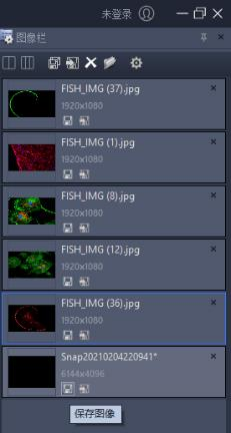 未登录
图像栏
FISH_IMG (37).jpg
1920x1080
FISH_IMG (1).jpg
1920x1080
FISH_IMG (8).jpg
1920x1080
FISH_IMG (12).jpg
1920x1080
FISH_IMG (36).jpg
1920x1080
Snap20210204220941*
6144x4096
保存图像